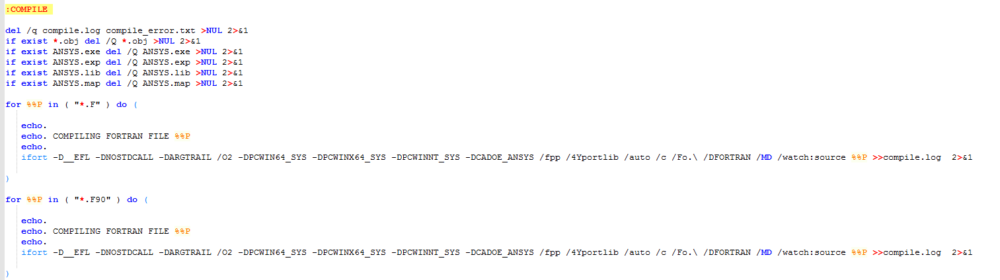 :COMPILE
del /q compile.log compile_error.txt >NUL 2>&1
if exist *.obj del /Q *.obj >NUL 2>&1
if exist ANSYS.exe del /Q ANSYS.exe >NUL 2>&1
if exist ANSYS.exp del /Q ANSYS.exp >NUL 2>&1
if exist ANSYS.lib del /Q ANSYS.lib >NUL 2>&1
if exist ANSYS.map del /Q ANSYS.map >NUL 2>&1
for %%P in ( "*.F" ) do (
echo.
echo. COMPILING FORTRAN FILE %%P
echo.
ifort -D__EFL -DNOSTDCALL -DARGTRAIL /O2 -DPCWIN64_SYS -DPCWINX64_SYS -DPCWINNT_SYS -DCADOE_ANSYS /fpp /4Yportlib /auto /c /Fo.\ /DFORTRAN /MD /watch:source %%P >>compile.log  2>&1
)
for %%P in ( "*.F90" ) do (
echo.
echo. COMPILING FORTRAN FILE %%P
echo.
ifort -D__EFL -DNOSTDCALL -DARGTRAIL /O2 -DPCWIN64_SYS -DPCWINX64_SYS -DPCWINNT_SYS -DCADOE_ANSYS /fpp /4Yportlib /auto /c /Fo.\ /DFORTRAN /MD /watch:source %%P >>compile.log  2>&1
)